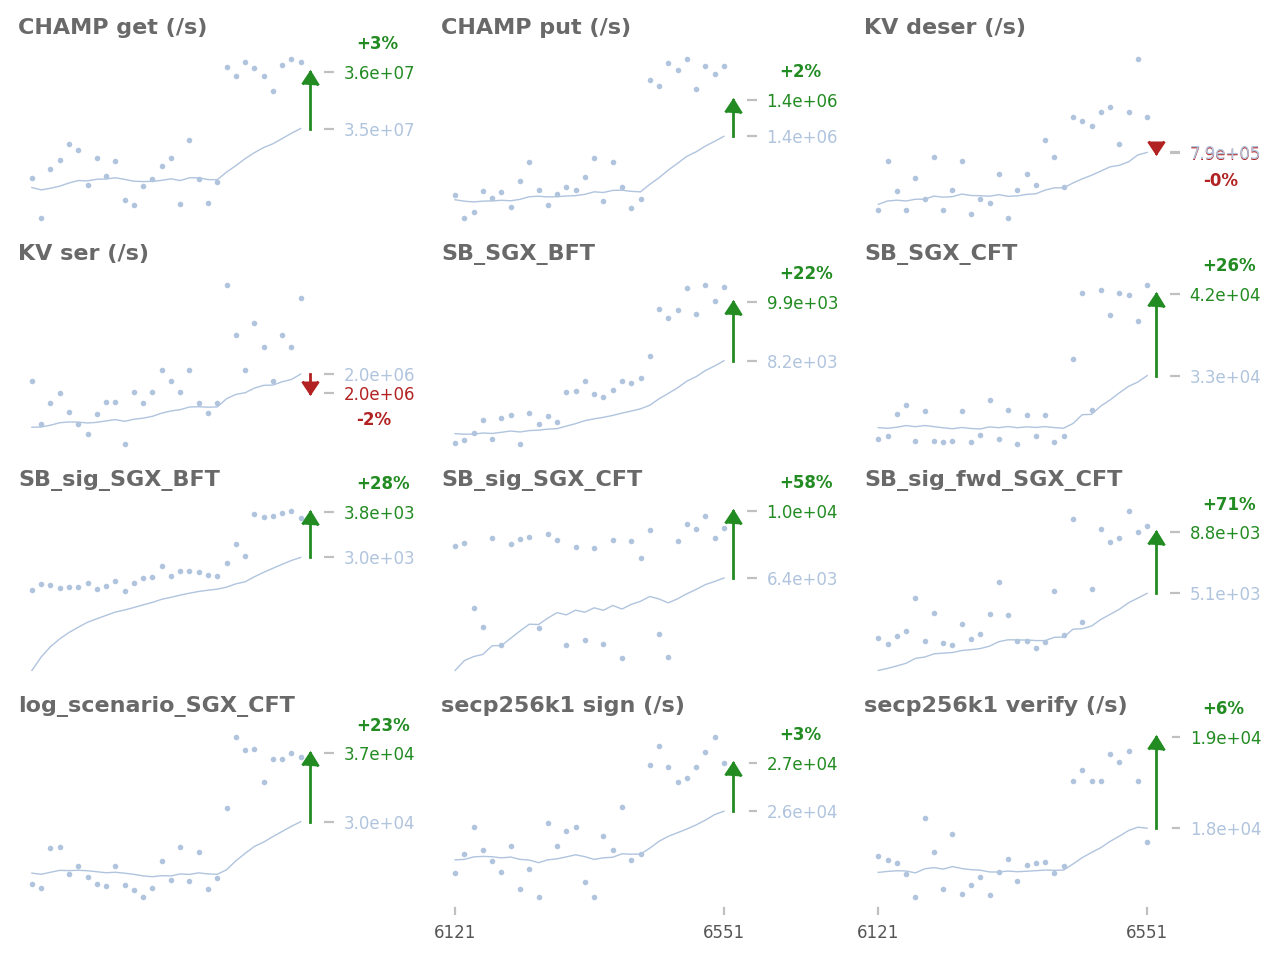 CHAMP get (/s)
+3%
3.6e+07
3.5e+07
CHAMP put (/s)
+2%
1.4e+06
1.4e+06
KV deser (/s)
7.9e+05
-0%
KV ser (/s)
2.0e+06
2.0e+06
-2%
SB_SGX_BFT
+22%
9.9e+03
8.2e+03
SB_SGX_CFT
+26%
4.2e+04
3.3e+04
SB_sig_SGX_BFT
+28%
3.8e+03
3.0e+03
SB_sig_SGX_CFT
+58%
1.0e+04
6.4e+03
SB_sig_fwd_SGX_CFT
+71%
8.8e+03
5.1e+03
log_scenario_SGX_CFT
+23%
3.7e+04
3.0e+04
secp256k1 sign (/s)
+3%
2.7e+04
2.6e+04
6121
6551
secp256k1 verify (/s)
+6%
1.9e+04
1.8e+04
6121
6551